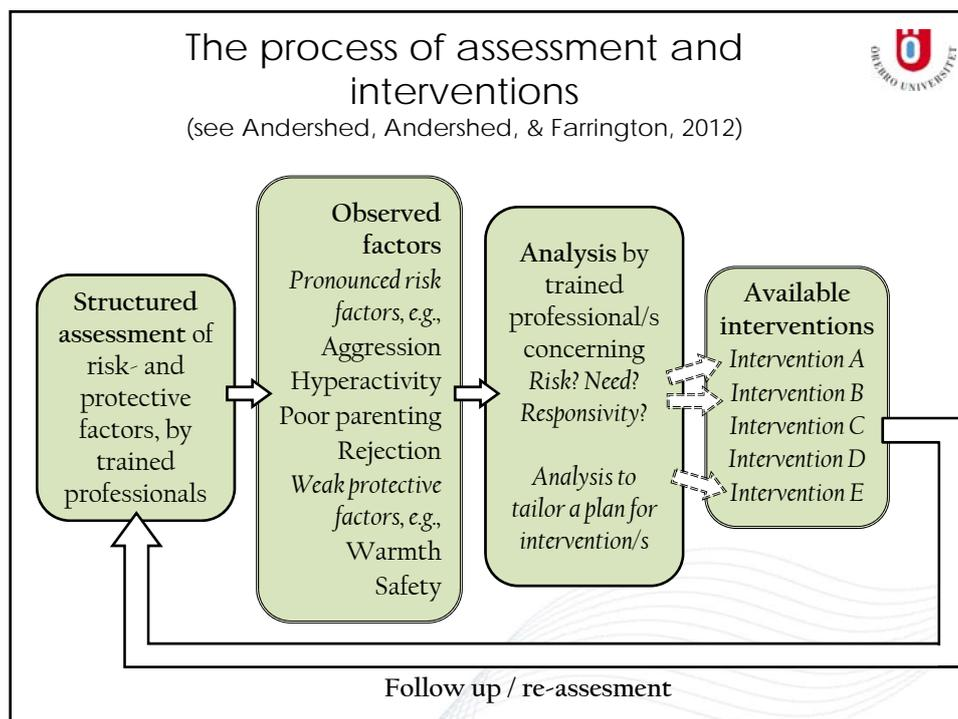 The process of assessment and
interventions
(see Andershed, Andershed, & Farrington, 2012)
ÖREBRO UNIVERSITET
Structured
assessment of
risk- and
protective
factors, by
trained
professionals
Observed
factors
Pronounced risk
factors, e.g.,
Aggression
Hyperactivity
Poor parenting
Rejection
Weak protective
factors, e.g.,
Warmth
Safety
Analysis by
trained
professional/s
concerning
Risk? Need?
Responsivity?
Analysis to
tailor a plan for
intervention/s
Available
interventions
Intervention A
Intervention B
Intervention C
Intervention D
Intervention E
Follow up / re-assesment